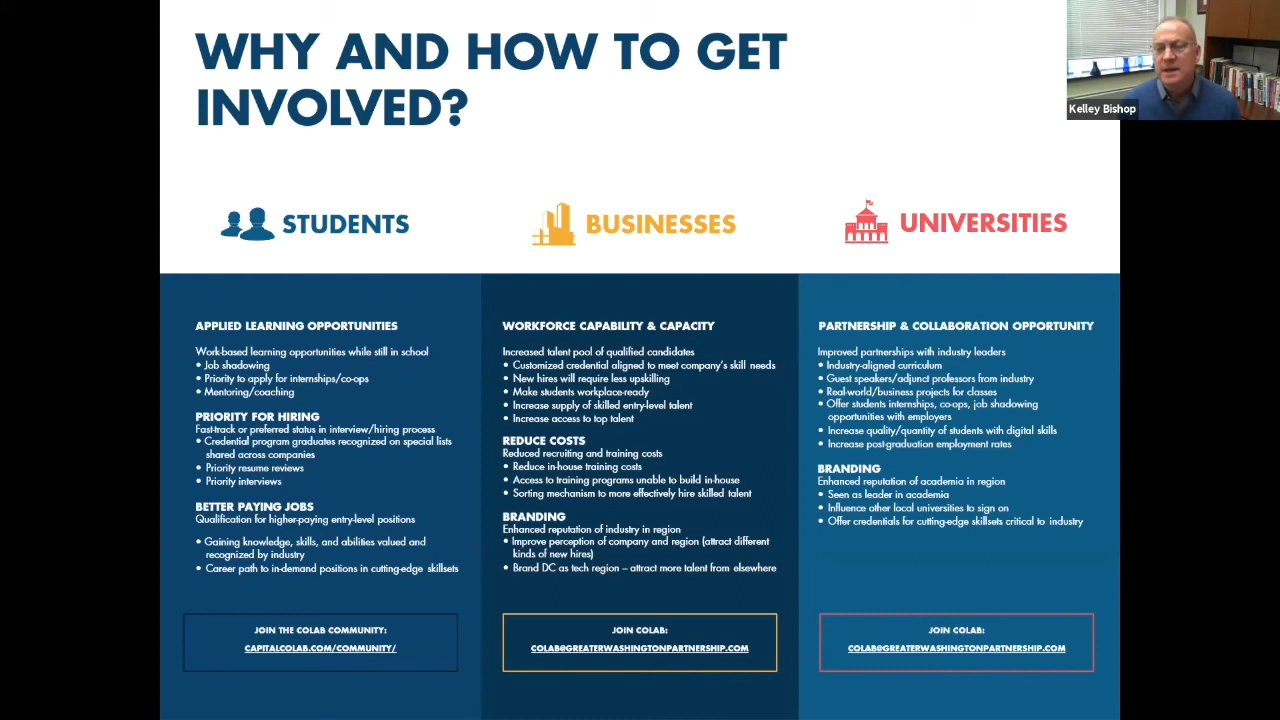 WHY AND HOW TO GET
INVOLVED?
Kelley Bishop
STUDENTS
BUSINESSES
UNIVERSITIES
APPLIED LEARNING OPPORTUNITIES
Work-based learning opportunities while still in school
• Job shadowing
• Priority to apply for internships/co-ops
• Mentoring/coaching
PRIORITY FOR HIRING
Fast-track or preferred status in interview/hiring process
• Credential program graduates recognized on special lists
shared across companies
• Priority resume reviews
• Priority interviews
BETTER PAYING JOBS
Qualification for higher-paying entry-level positions
• Gaining knowledge, skills, and abilities valued and
recognized by industry
• Career path to in-demand positions in cutting-edge skillsets
JOIN THE COLAB COMMUNITY:
CAPITALCOLAB.COM/COMMUNITY/
WORKFORCE CAPABILITY & CAPACITY
Increased talent pool of qualified candidates
• Customized credential aligned to meet company's skill needs
• New hires will require less upskilling
• Make students workplace-ready
• Increase supply of skilled entry-level talent
• Increase access to top talent
REDUCE COSTS
Reduced recruiting and training costs
• Reduce in-house training costs
• Access to training programs unable to build in-house
• Sorting mechanism to more effectively hire skilled talent
BRANDING
Enhanced reputation of industry in region
• Improve perception of company and region (attract different
kinds of new hires)
• Brand DC as tech region – attract more talent from elsewhere
JOIN COLAB:
COLAB@GREATERWASHINGTONPARTNERSHIP.COM
PARTNERSHIP & COLLABORATION OPPORTUNITY
Improved partnerships with industry leaders
• Industry-aligned curriculum
• Guest speakers/adjunct professors from industry
• Real-world/business projects for classes
• Offer students internships, co-ops, job shadowing
opportunities with employers
• Increase quality/quantity of students with digital skills
• Increase post-graduation employment rates
BRANDING
Enhanced reputation of academia in region
• Seen as leader in academia
• Influence other local universities to sign on
• Offer credentials for cutting-edge skillsets critical to industry
JOIN COLAB:
COLAB@GREATERWASHINGTONPARTNERSHIP.COM